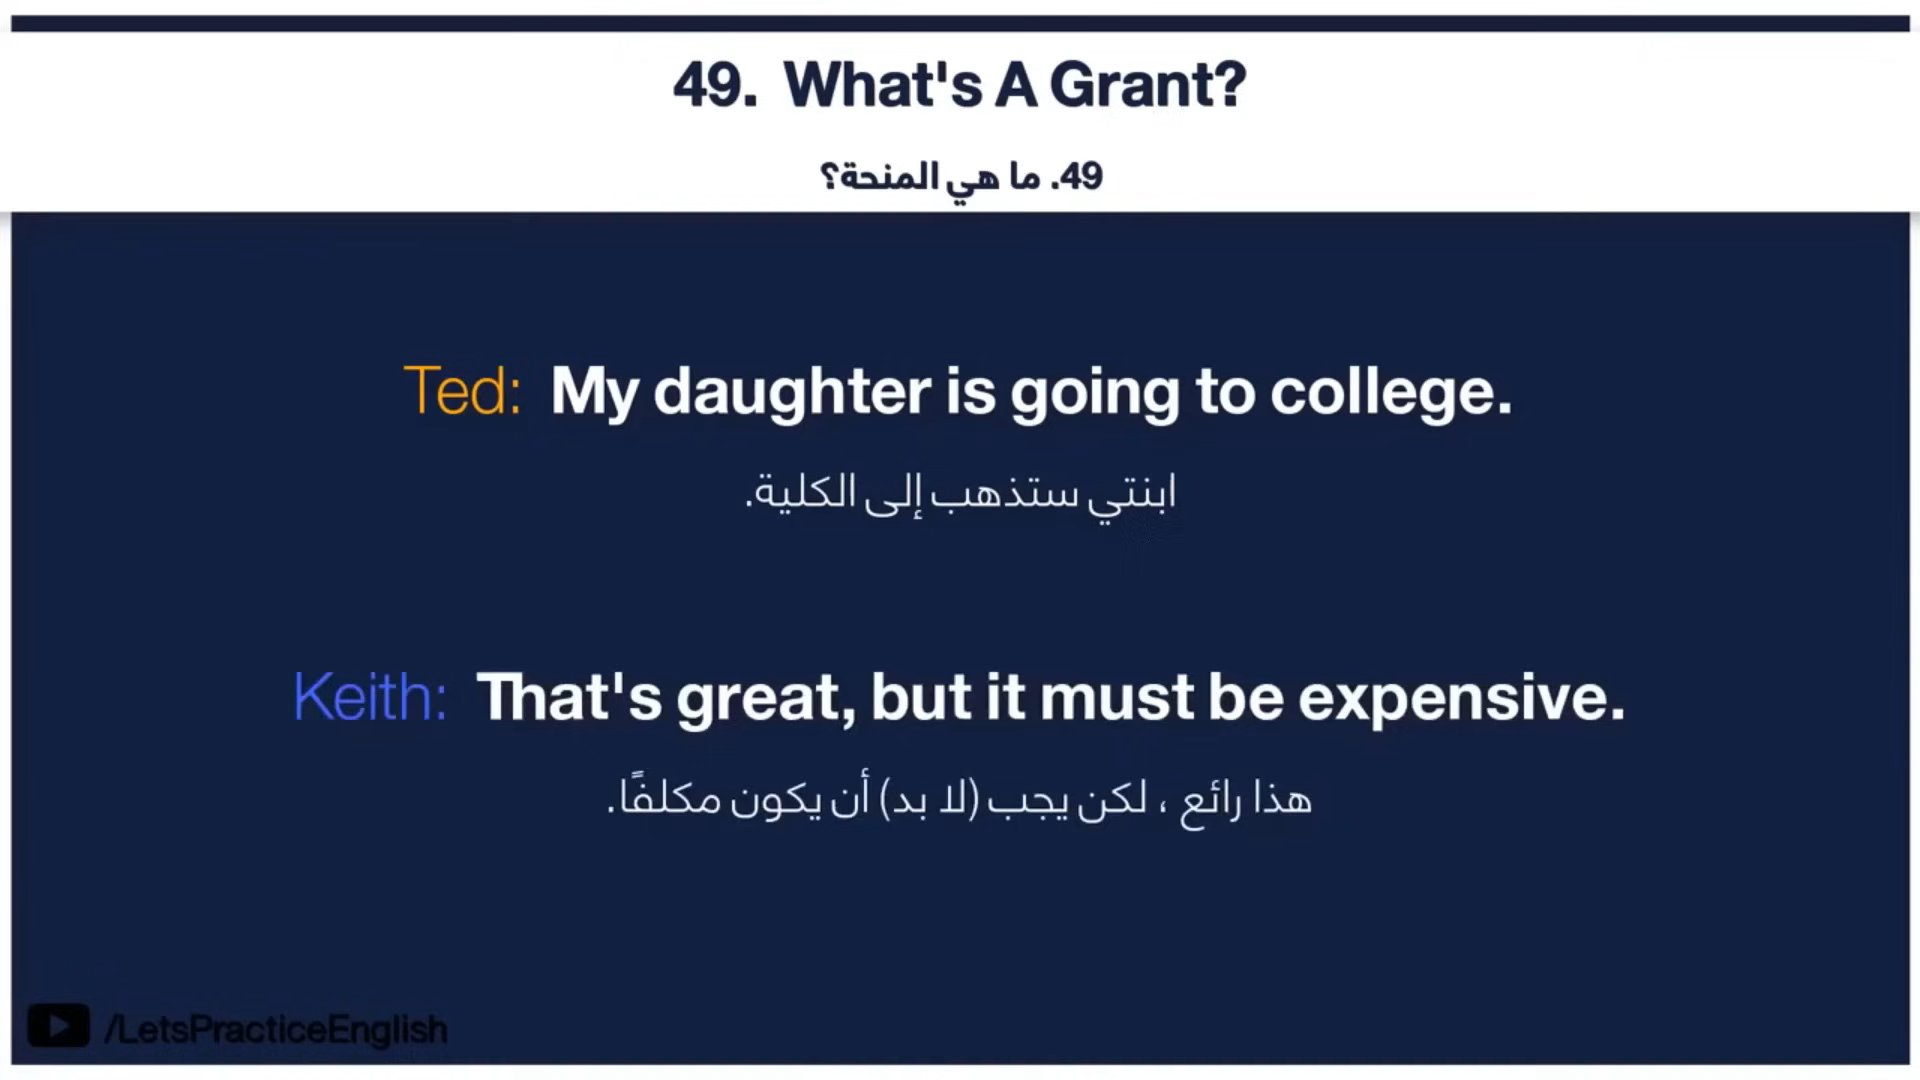 49. What's A Grant?
49. ما هي المنحة؟
Ted: My daughter is going to college.
ابنتي ستذهب إلى الكلية.
Keith: That's great, but it must be expensive.
هذا رائع ، لكن يجب (لا بد) أن يكون مكلفًا.
/LetsPracticeEnglish